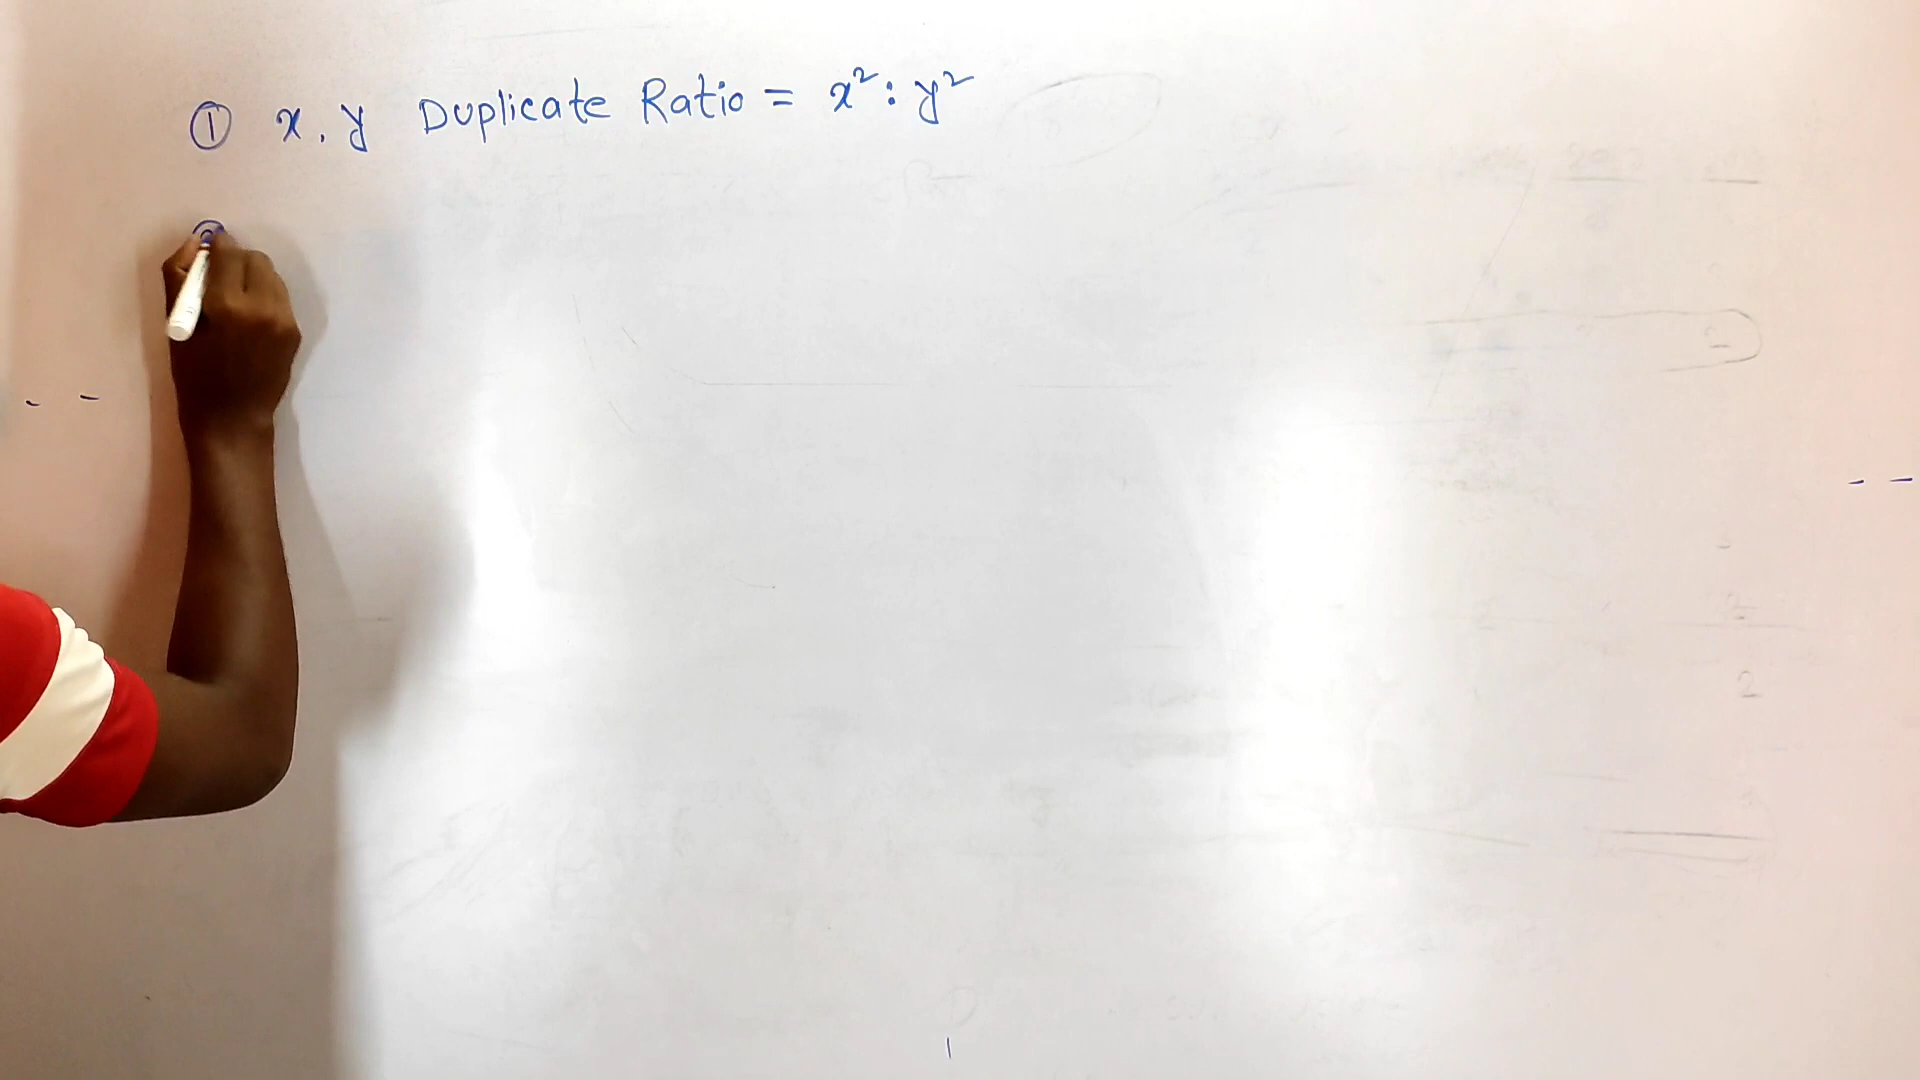 ① x, y Duplicate Ratio = x²: y²